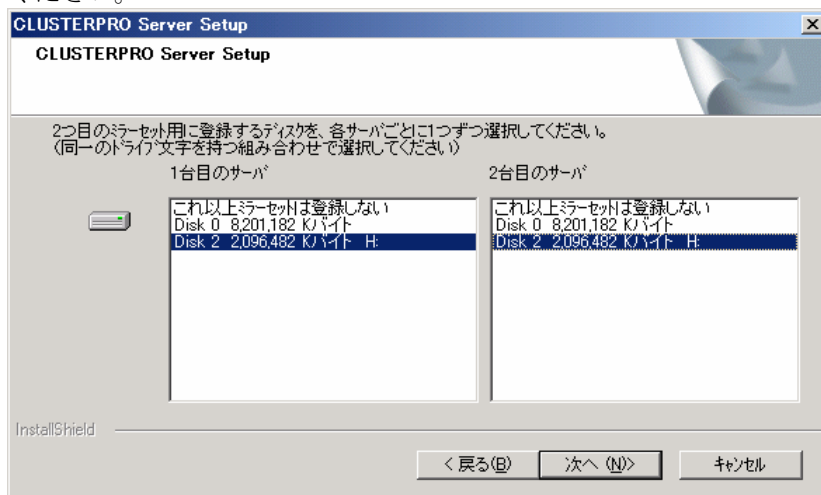 ください。
CLUSTERPRO Server Setup
CLUSTERPRO Server Setup
2つ目のミラーセット用に登録するディスクを、各サーバごとに1つずつ選択してください。
(同一のドライブ文字を持つ組み合わせで選択してください)
1台目のサーバ 2台目のサーバ
これ以上ミラーセットは登録しない これ以上ミラーセットは登録しない
Disk 0 8,201,182 Kバイト Disk 0 8,201,182 Kバイト
Disk 2 2,096,482 Kバイト H: Disk 2 2,096,482 Kバイト H:
InstallShield
< 戻る(B) 次へ (N)> キャンセル